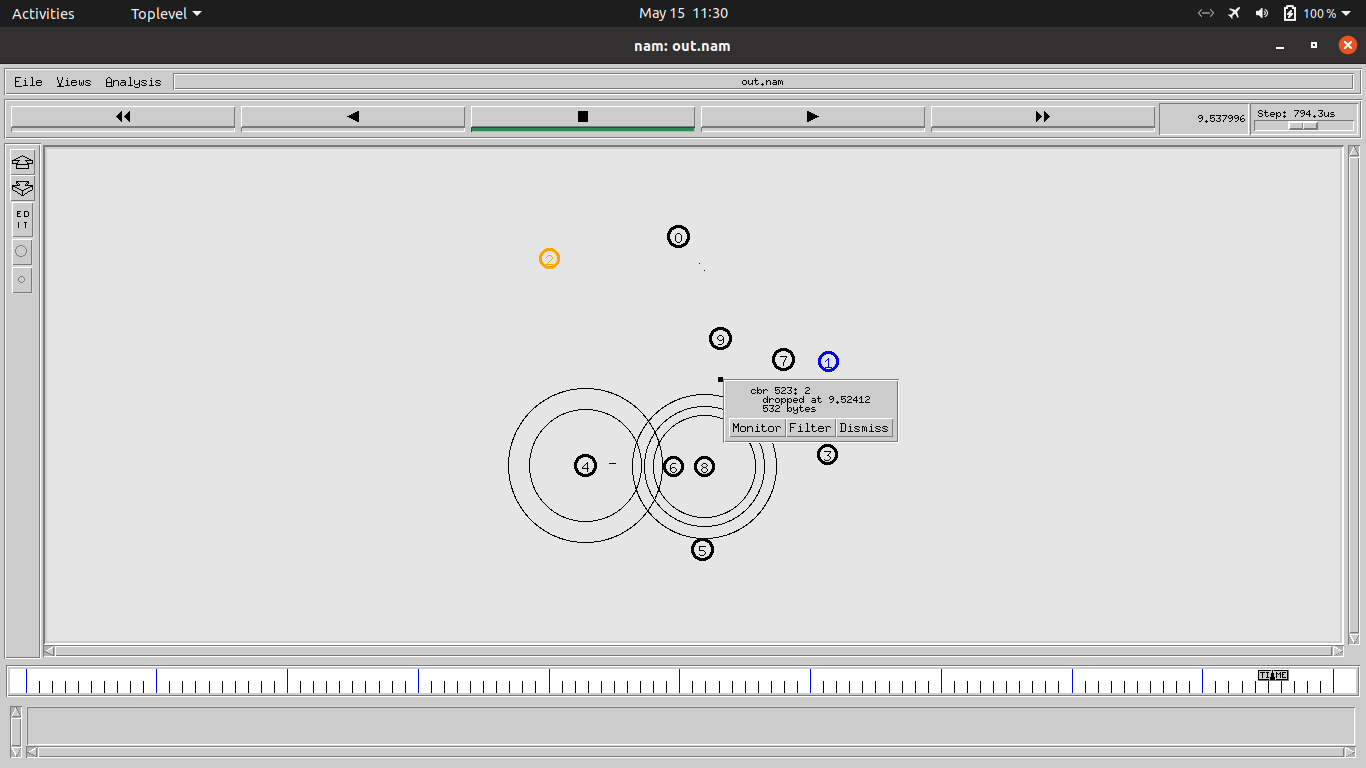 Activities
Toplevel
May 15 11:30
100 %
nam: out.nam
File Views Analysis
out.nam
9.537996
Step: 794.3us
ED
IT
0
2
9
7
1
cbr 523: 2
dropped at 9.52412
532 bytes
Monitor Filter Dismiss
3
4
6
8
5
TIME